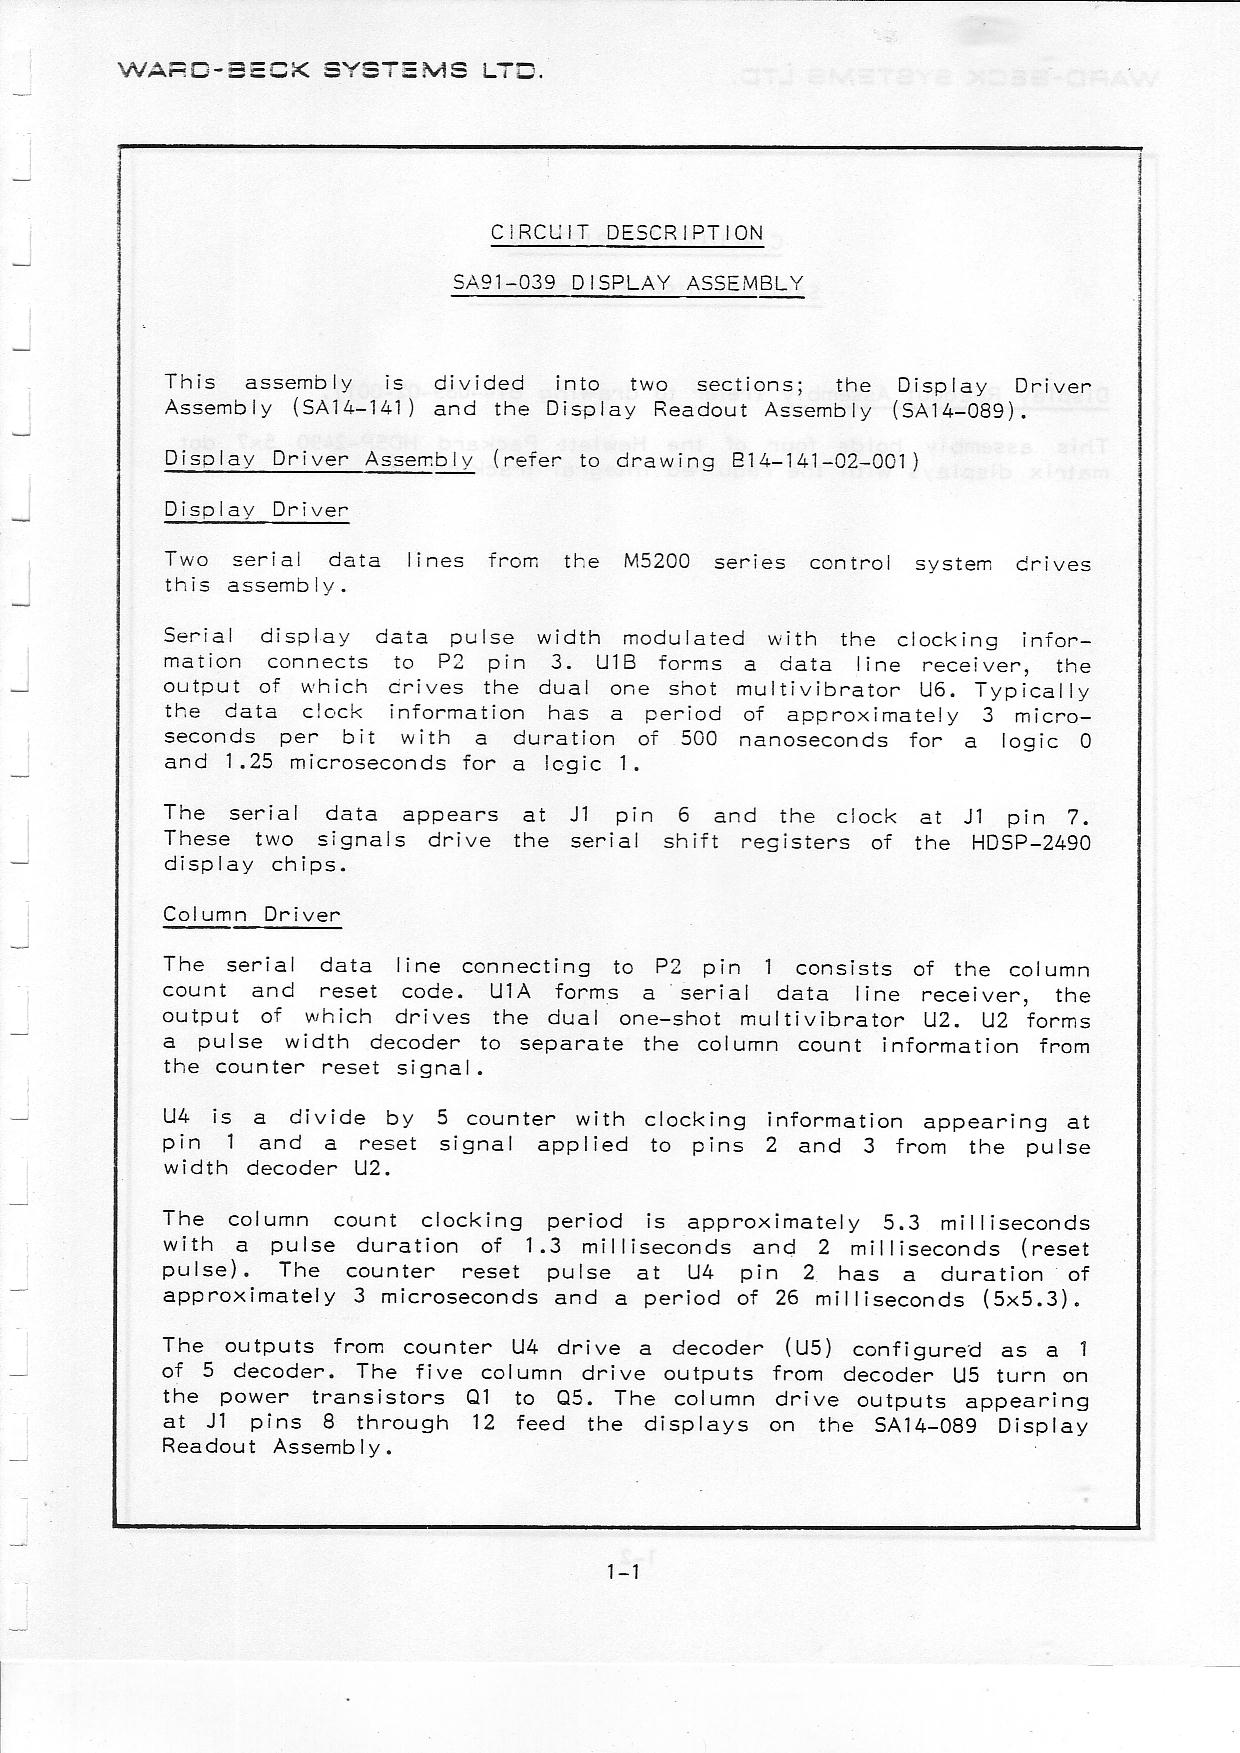 WARD-BECK SYSTEMS LTD.
CIRCUIT DESCRIPTION
SA91-039 DISPLAY ASSEMBLY
This assembly is divided into two sections; the Display Driver
Assembly (SA14-141) and the Display Readout Assembly (SA14-089).
Display Driver Assembly (refer to drawing B14-141-02-001)
Display Driver
Two serial data lines from the M5200 series control system drives
this assembly.
Serial display data pulse width modulated with the clocking infor-
mation connects to P2 pin 3. U1B forms a data line receiver, the
output of which drives the dual one shot multivibrator U6. Typically
the data clock information has a period of approximately 3 micro-
seconds per bit with a duration of 500 nanoseconds for a logic 0
and 1.25 microseconds for a logic 1.
The serial data appears at J1 pin 6 and the clock at J1 pin 7.
These two signals drive the serial shift registers of the HDSP-2490
display chips.
Column Driver
The serial data line connecting to P2 pin 1 consists of the column
count and reset code. U1A forms a serial data line receiver, the
output of which drives the dual one-shot multivibrator U2. U2 forms
a pulse width decoder to separate the column count information from
the counter reset signal.
U4 is a divide by 5 counter with clocking information appearing at
pin 1 and a reset signal applied to pins 2 and 3 from the pulse
width decoder U2.
The column count clocking period is approximately 5.3 milliseconds
with a pulse duration of 1.3 milliseconds and 2 milliseconds (reset
pulse). The counter reset pulse at U4 pin 2 has a duration of
approximately 3 microseconds and a period of 26 milliseconds (5x5.3).
The outputs from counter U4 drive a decoder (U5) configured as a 1
of 5 decoder. The five column drive outputs from decoder U5 turn on
the power transistors Q1 to Q5. The column drive outputs appearing
at J1 pins 8 through 12 feed the displays on the SA14-089 Display
Readout Assembly.
1-1